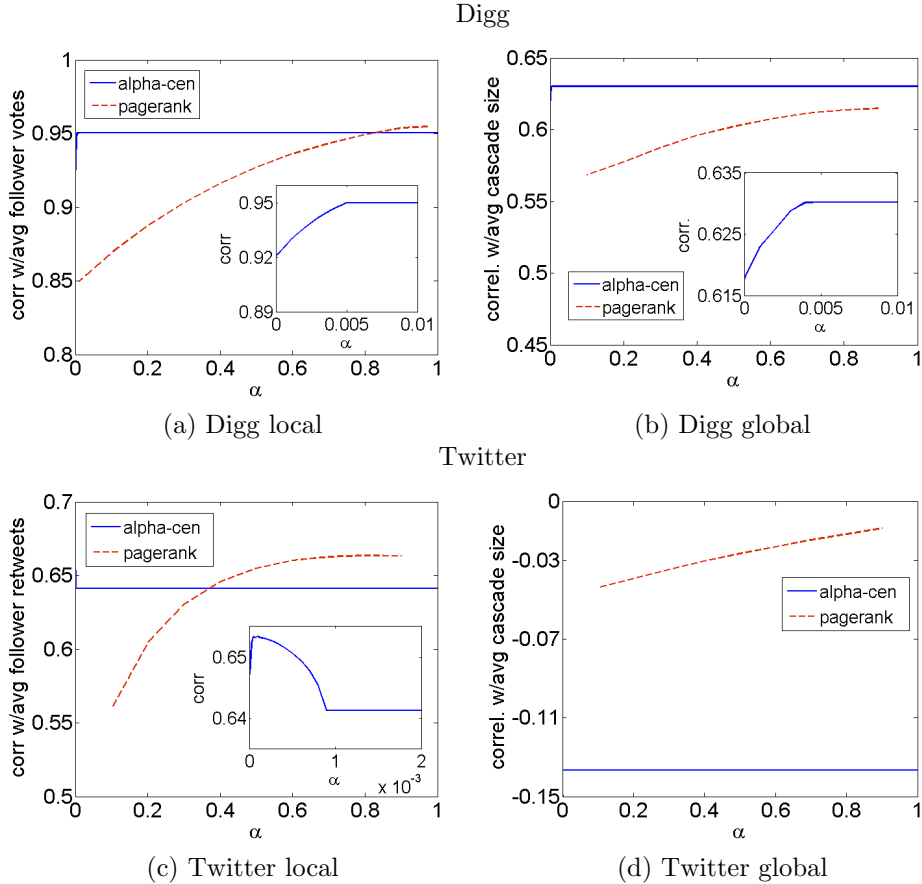 Digg
corr w/avg follower votes
1
0.95
0.9
0.85
0.8
alpha-cen
pagerank
corr
0.95
0.92
0.89
0 0.005 0.01
α
0 0.2 0.4 0.6 0.8 1
α
(a) Digg local
correl. w/avg cascade size
0.65
0.6
0.55
0.5
0.45
corr.
0.635
0.625
0.615
0 0.005 0.01
α
alpha-cen
pagerank
0 0.2 0.4 0.6 0.8 1
α
(b) Digg global
Twitter
corr w/avg follower retweets
0.7
0.65
0.6
0.55
0.5
alpha-cen
pagerank
corr
0.65
0.64
0 1 2
α
x 10⁻³
0 0.2 0.4 0.6 0.8 1
α
(c) Twitter local
correl. w/avg cascade size
0
-0.03
-0.07
-0.11
-0.15
alpha-cen
pagerank
0 0.2 0.4 0.6 0.8 1
α
(d) Twitter global